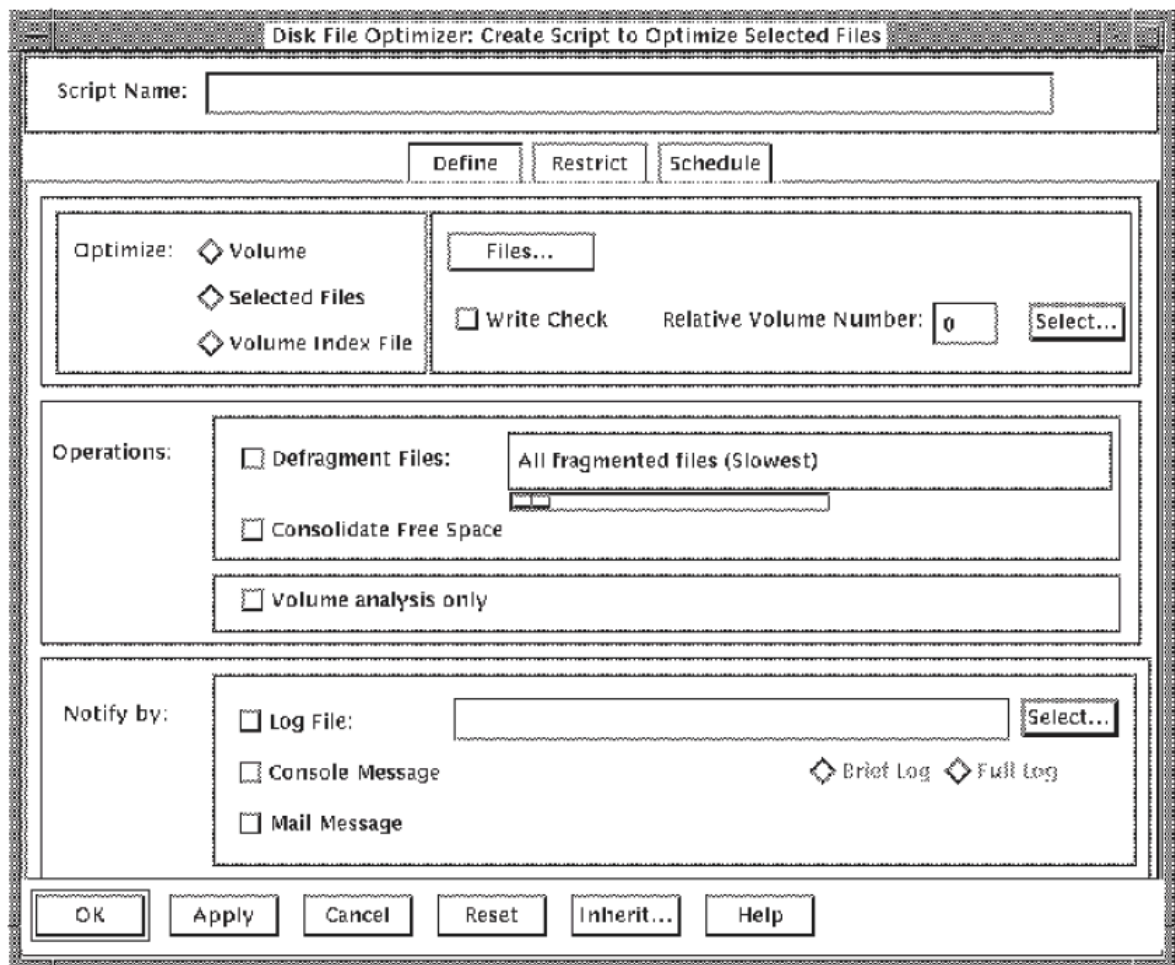 Disk File Optimizer: Create Script to Optimize Selected Files
Script Name:
Define Restrict Schedule
Optimize: Volume Files...
Selected Files
Write Check Relative Volume Number: 0 Select...
Volume Index File
Operations:
Defragment Files: All fragmented files (Slowest)
Consolidate Free Space
Volume analysis only
Notify by:
Log File: Select...
Console Message Brief Log Full Log
Mail Message
OK Apply Cancel Reset Inherit... Help